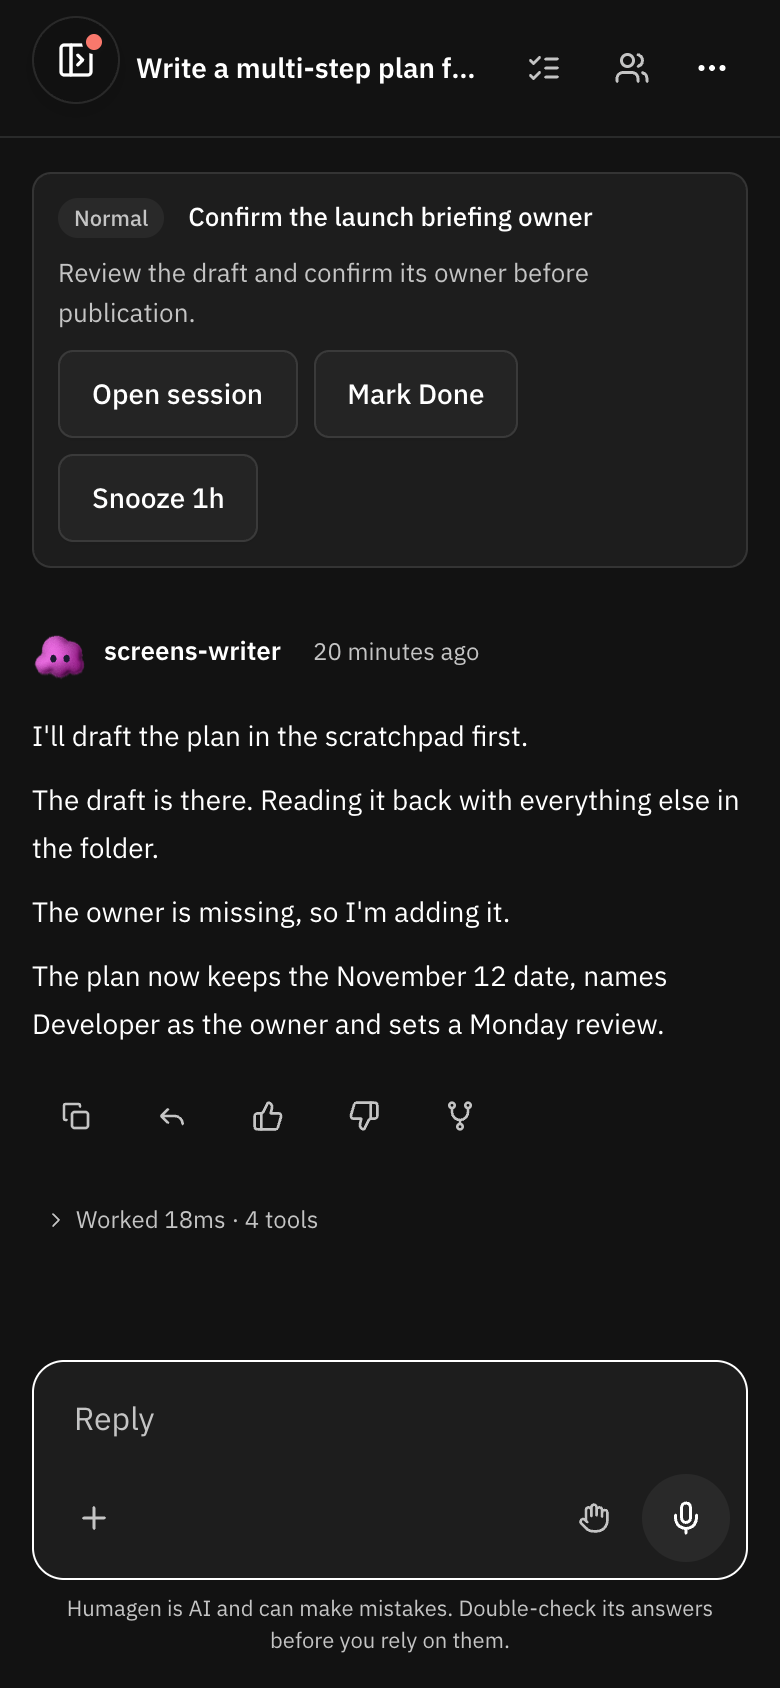 Write a multi-step plan f...
Normal Confirm the launch briefing owner
Review the draft and confirm its owner before
publication.
Open session Mark Done
Snooze 1h
screens-writer 20 minutes ago
I'll draft the plan in the scratchpad first.
The draft is there. Reading it back with everything else in
the folder.
The owner is missing, so I'm adding it.
The plan now keeps the November 12 date, names
Developer as the owner and sets a Monday review.
Worked 18ms · 4 tools
Reply
Humagen is AI and can make mistakes. Double-check its answers
before you rely on them.